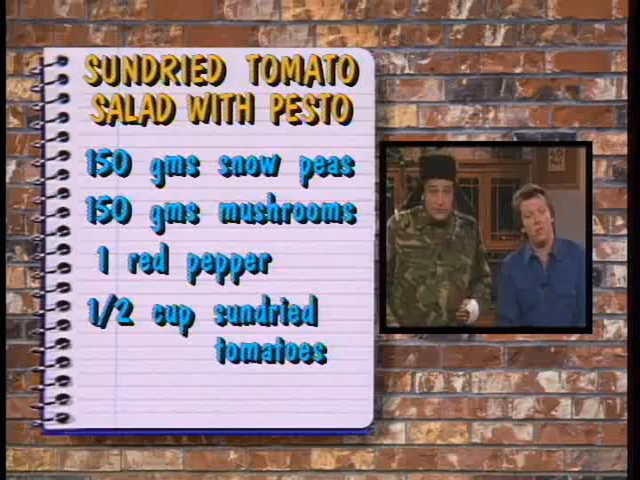 SUNDRIED TOMATO
SALAD WITH PESTO
150 gms snow peas
150 gms mushrooms
1 red pepper
1/2 cup sundried
tomatoes